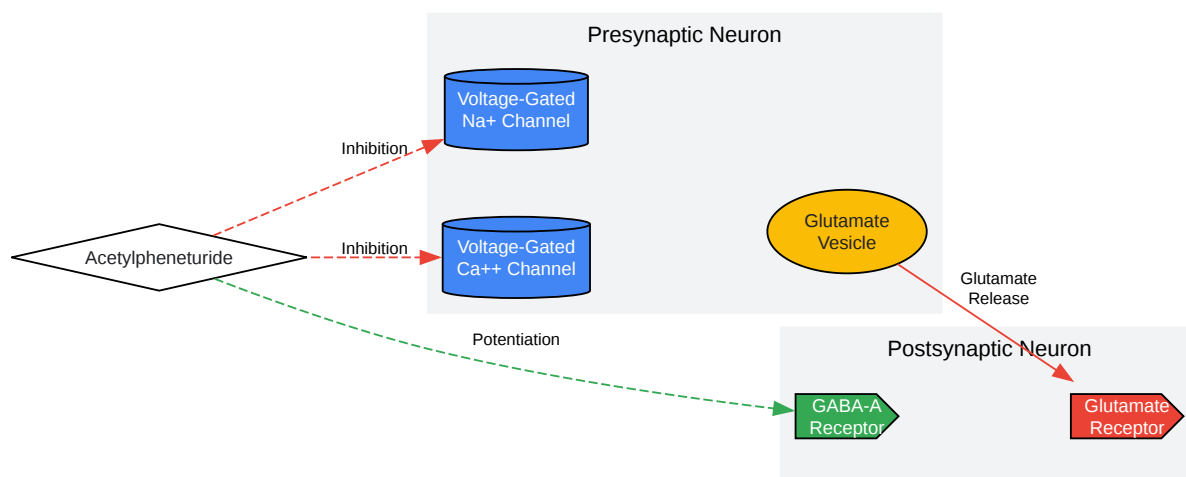 Presynaptic Neuron
Voltage-Gated
Na+ Channel
Inhibition
Glutamate
Vesicle
Acetylpheneturide
Inhibition
Voltage-Gated
Ca++ Channel
Glutamate
Release
Potentiation
Postsynaptic Neuron
GABA-A
Receptor
Glutamate
Receptor